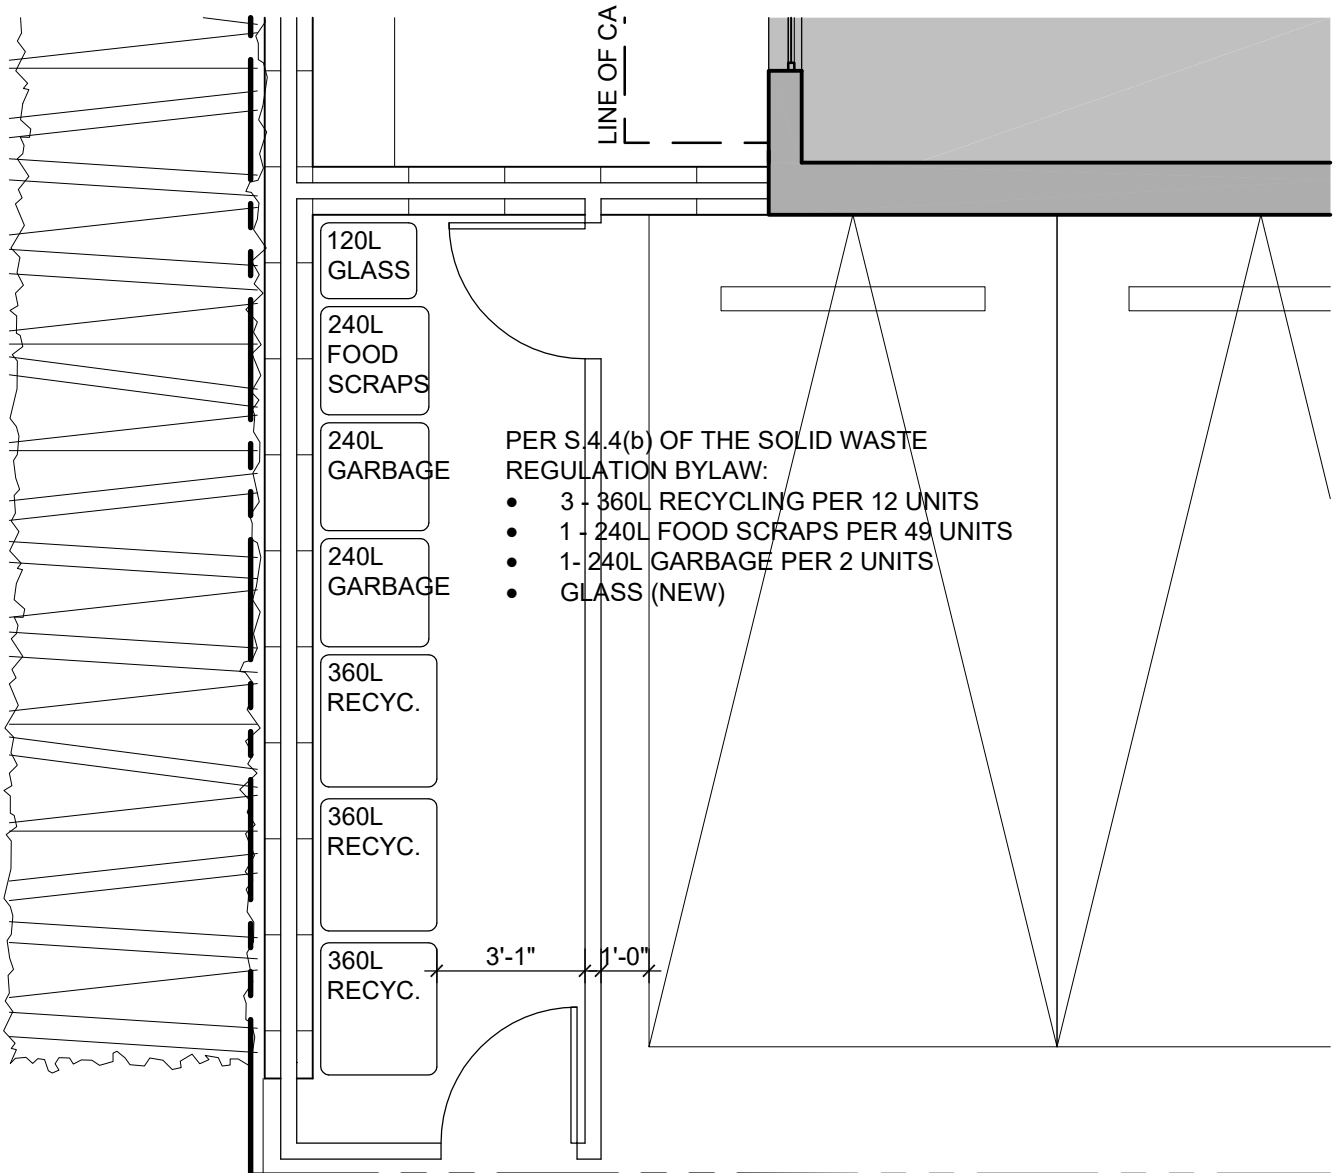 LINE OF CA
120L
GLASS
240L
FOOD
SCRAPS
240L
GARBAGE
PER S.4.4(b) OF THE SOLID WASTE
REGULATION BYLAW:
• 3 - 360L RECYCLING PER 12 UNITS
• 1 - 240L FOOD SCRAPS PER 49 UNITS
• 1- 240L GARBAGE PER 2 UNITS
• GLASS (NEW)
240L
GARBAGE
360L
RECYC.
360L
RECYC.
360L
RECYC.
3'-1"
1'-0"